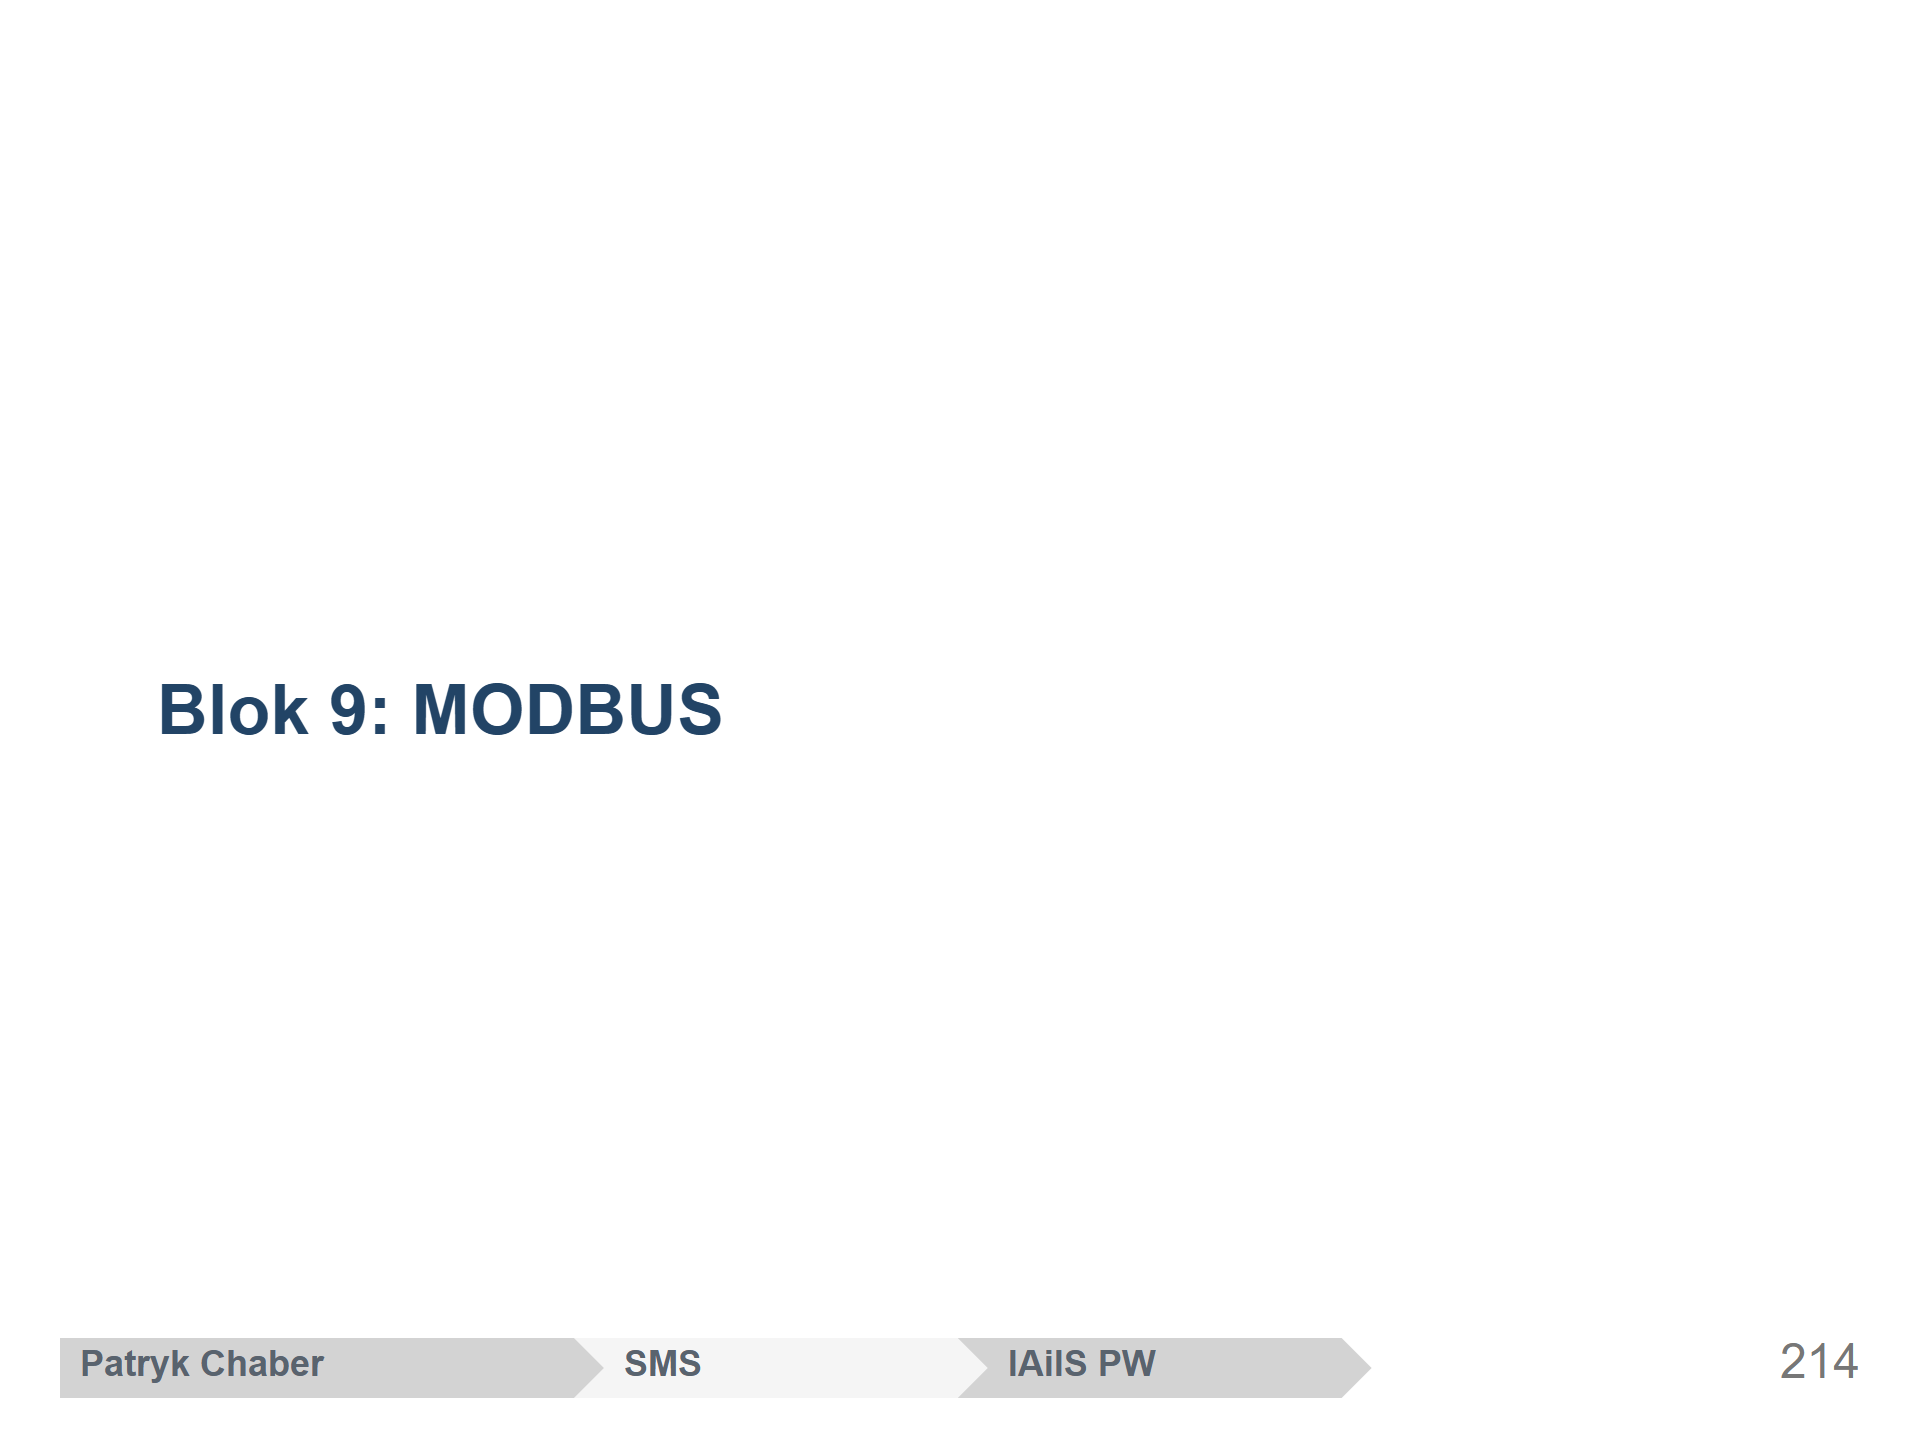 Blok 9: MODBUS
Patryk Chaber
SMS
IAiIS PW
214